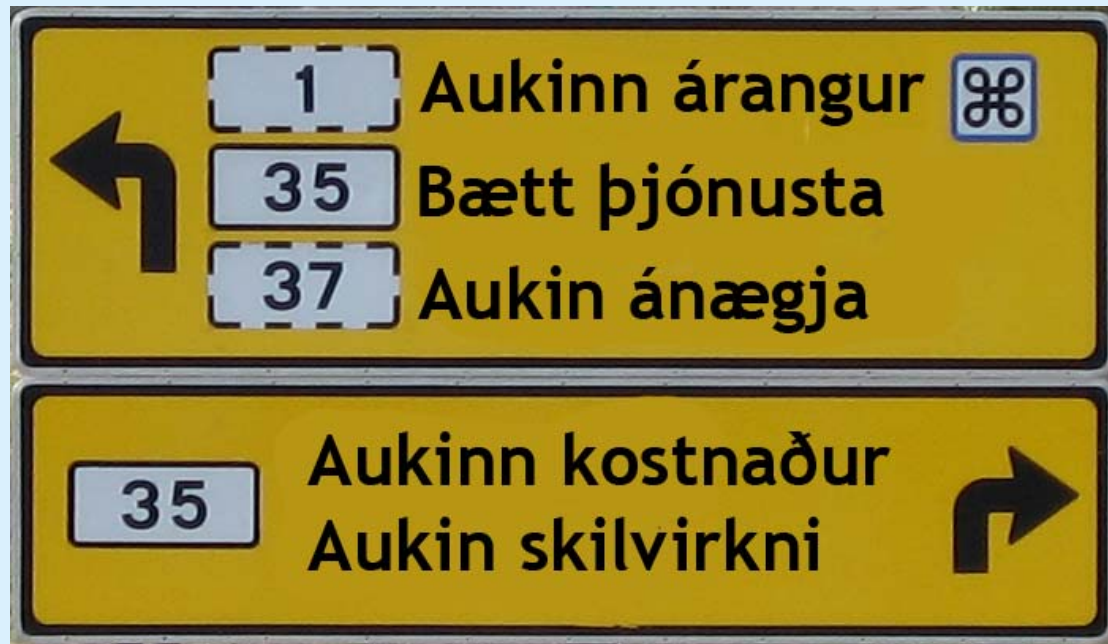 1 Aukinn árangur ⌘
35 Bætt þjónusta
37 Aukin ánægja
35 Aukinn kostnaður
Aukin skilvirkni